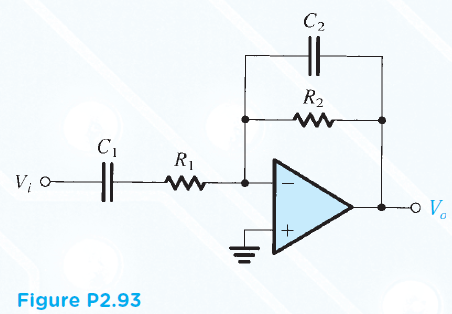 C₂
R₂
C₁
R₁
Vᵢ
−
+
Vₒ
Figure P2.93